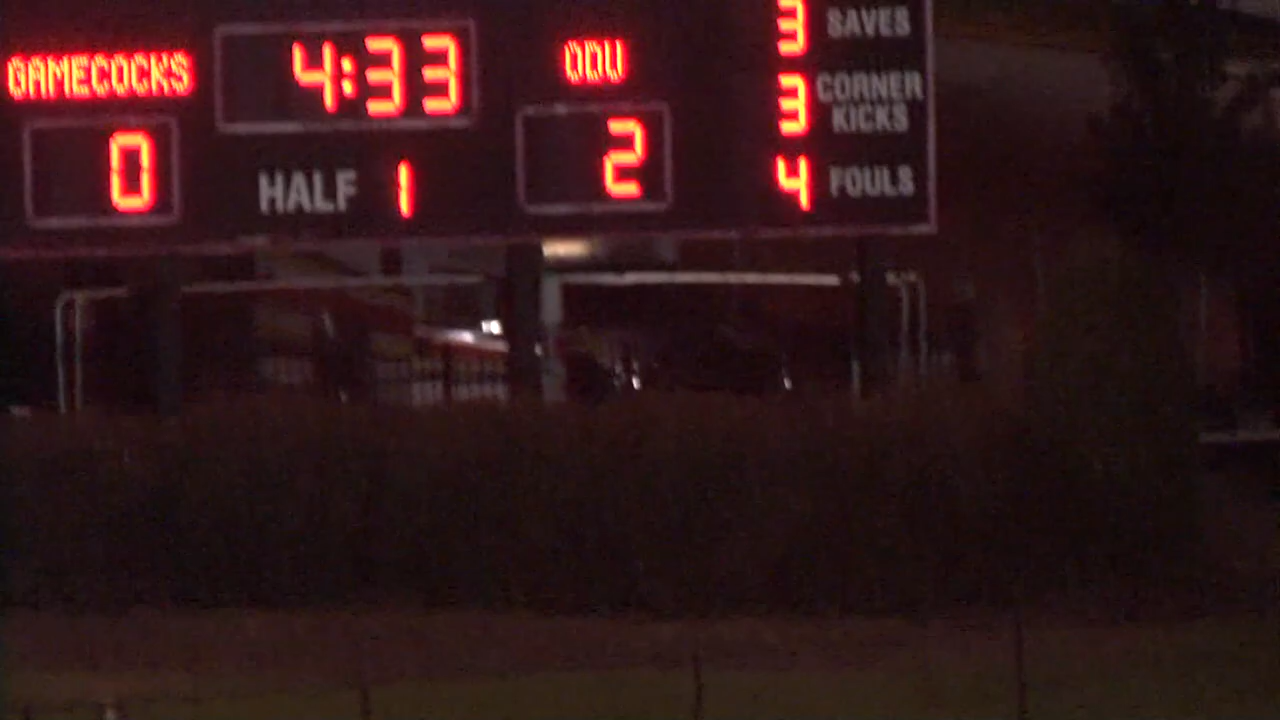 GAMECOCKS 4:33 ODU
0 HALF 1 2
3 SAVES
3 CORNER KICKS
4 FOULS